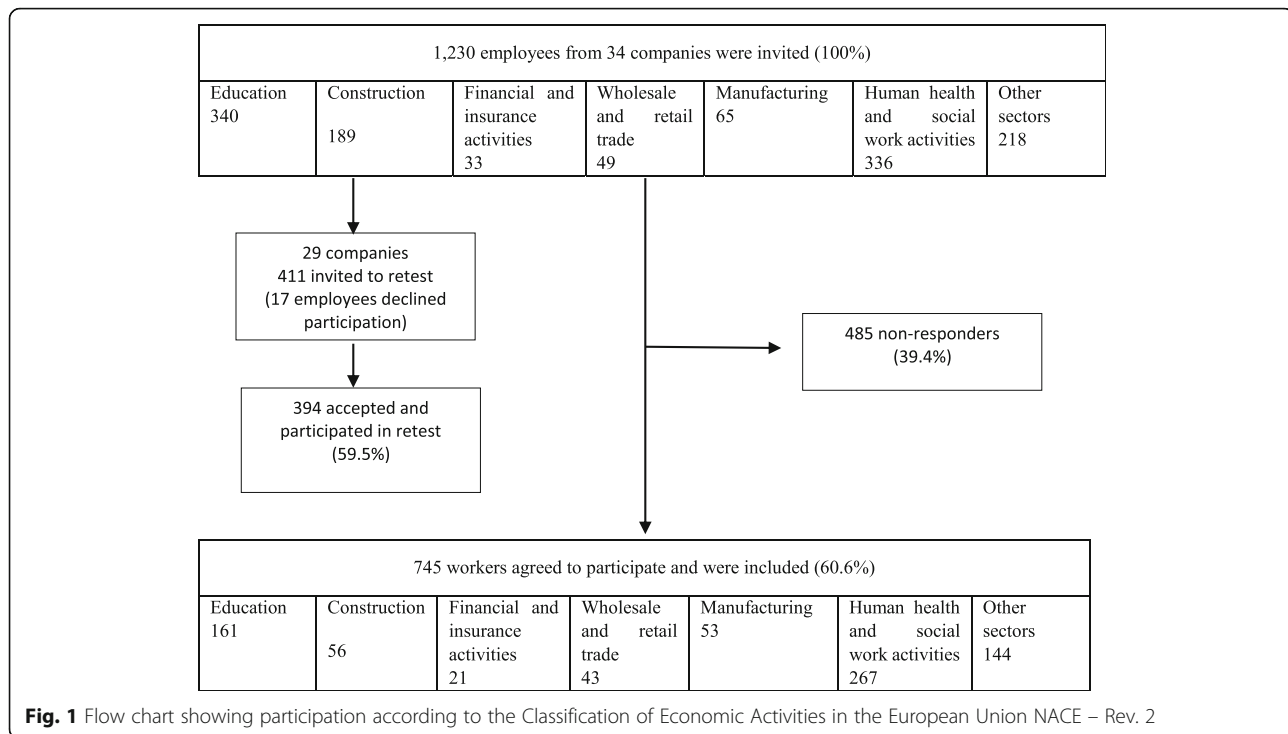 1,230 employees from 34 companies were invited (100%)
Education
340
Construction
189
Financial and
insurance
activities
33
Wholesale
and retail
trade
49
Manufacturing
65
Human health
and social
work activities
336
Other
sectors
218
29 companies
411 invited to retest
(17 employees declined
participation)
485 non-responders
(39.4%)
394 accepted and
participated in retest
(59.5%)
745 workers agreed to participate and were included (60.6%)
Education
161
Construction
56
Financial and
insurance
activities
21
Wholesale
and retail
trade
43
Manufacturing
53
Human health
and social
work activities
267
Other
sectors
144
Fig. 1 Flow chart showing participation according to the Classification of Economic Activities in the European Union NACE – Rev. 2